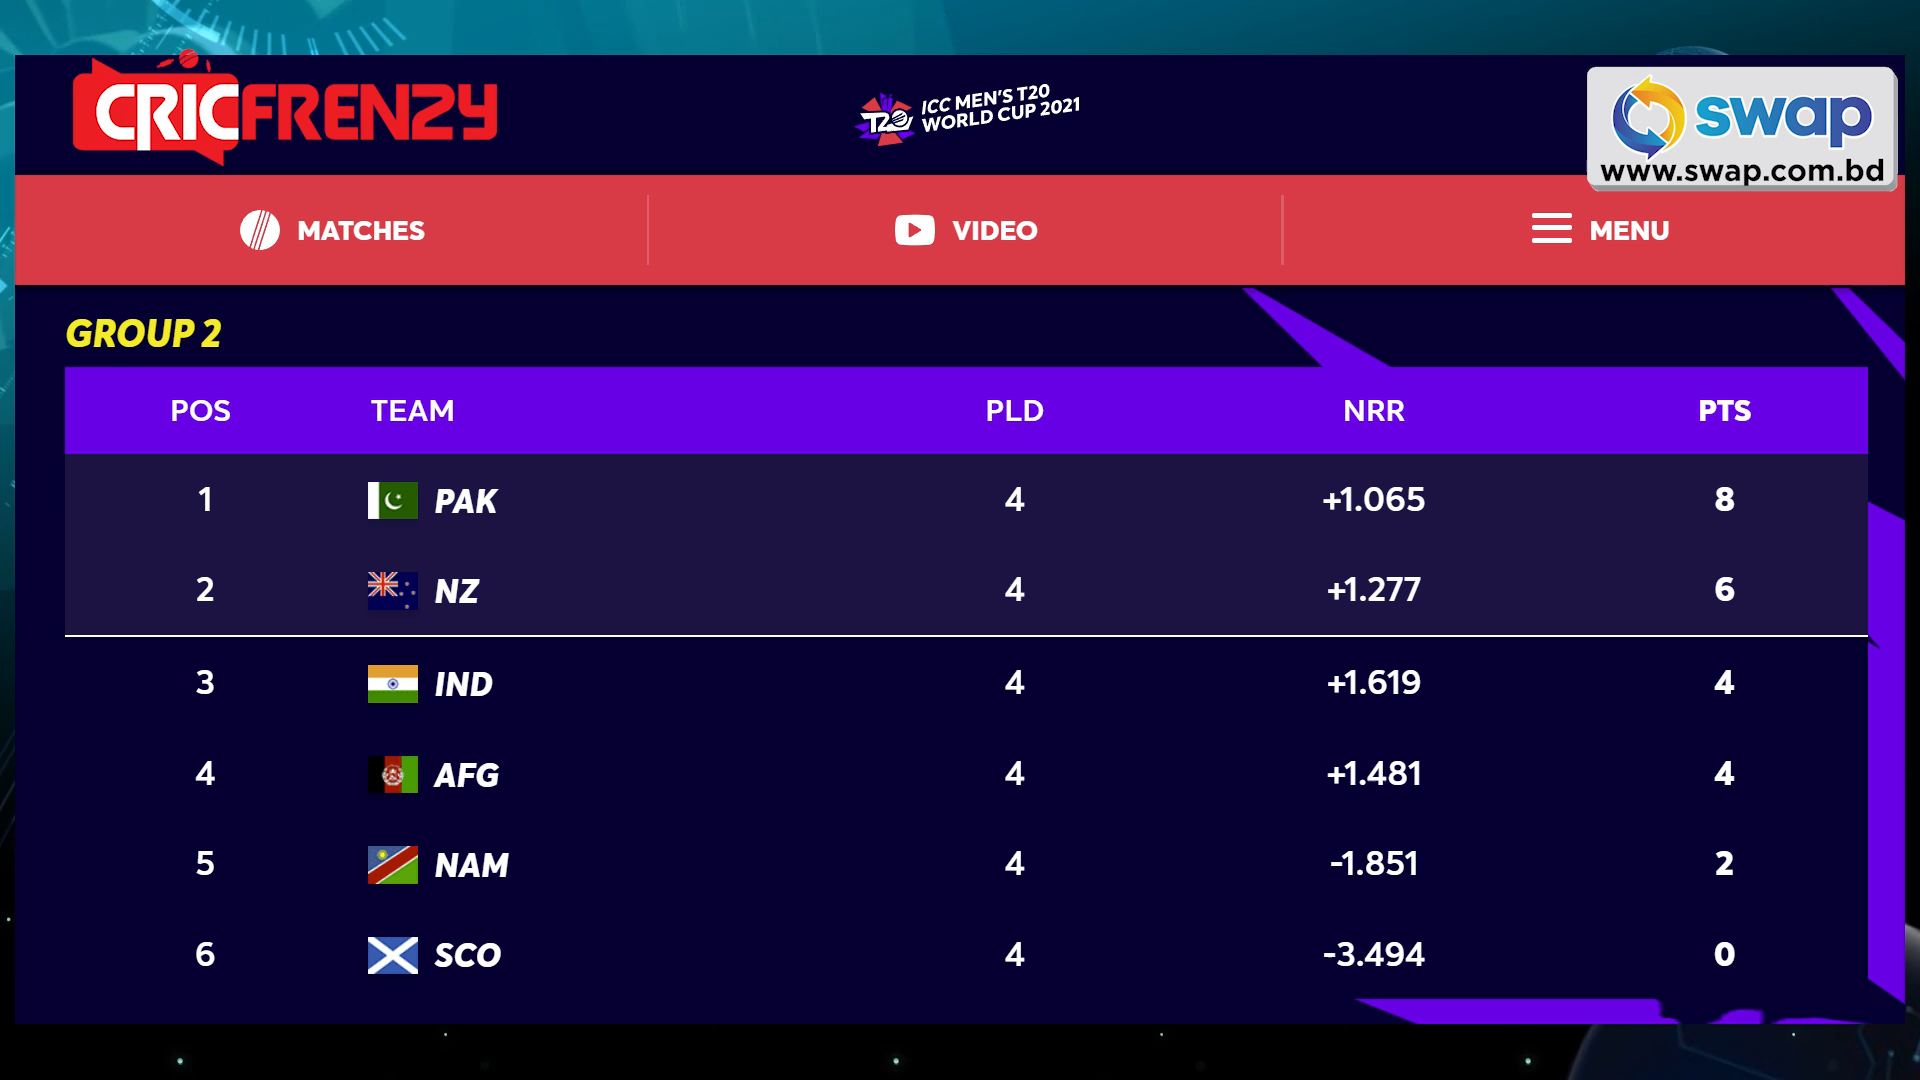 CRICFRENZY
T20
ICC MEN'S T20
WORLD CUP 2021
swap
www.swap.com.bd
MATCHES VIDEO MENU
GROUP 2
POS TEAM PLD NRR PTS
1 PAK 4 +1.065 8
2 NZ 4 +1.277 6
3 IND 4 +1.619 4
4 AFG 4 +1.481 4
5 NAM 4 -1.851 2
6 SCO 4 -3.494 0